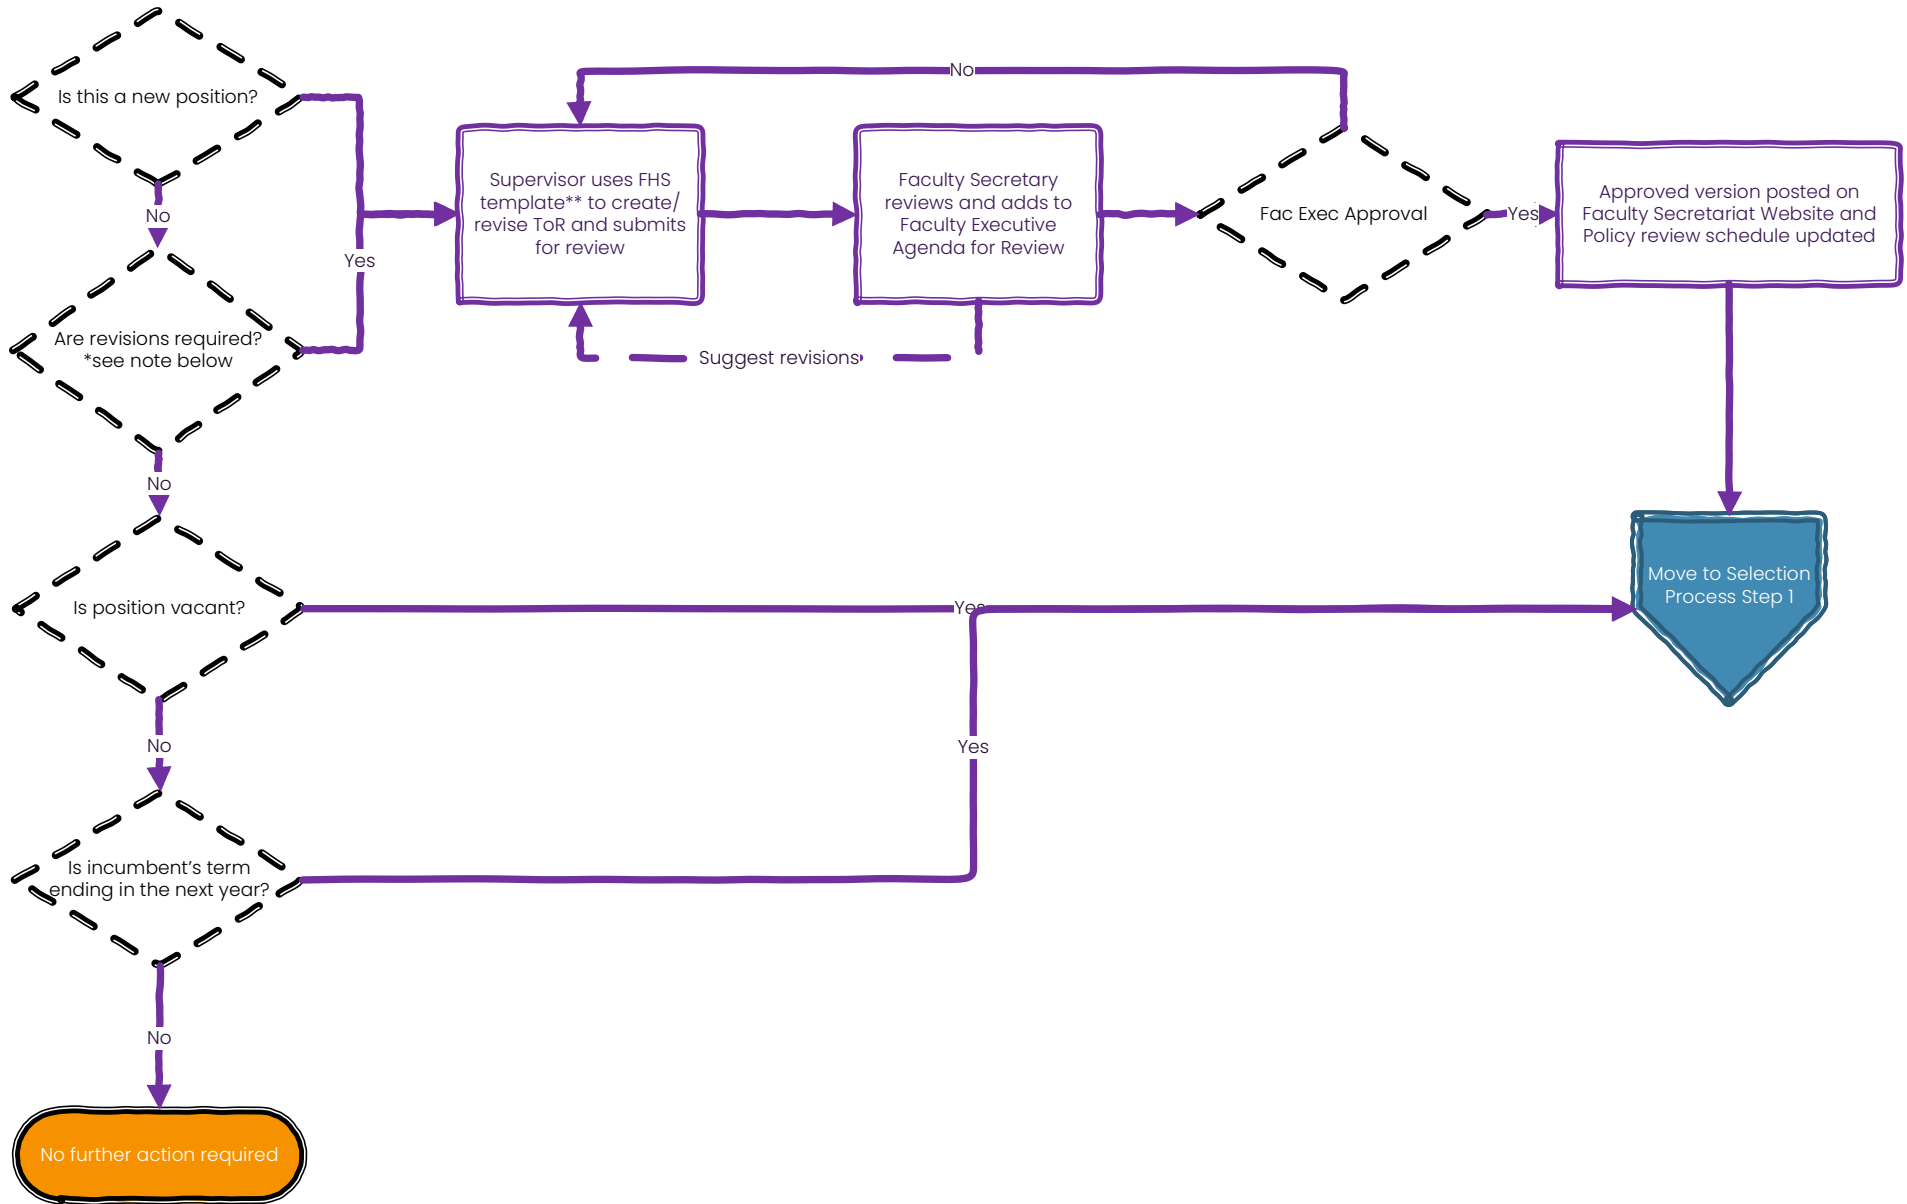 No
Is this a new position?
Supervisor uses FHS
template** to create/
revise ToR and submits
for review
Faculty Secretary
reviews and adds to
Faculty Executive
Agenda for Review
Fac Exec Approval
Yes
Approved version posted on
Faculty Secretariat Website and
Policy review schedule updated
No
Yes
Are revisions required?
*see note below
Suggest revisions
No
Is position vacant?
Yes
Move to Selection
Process Step 1
No
Yes
Is incumbent's term
ending in the next year?
No
No further action required